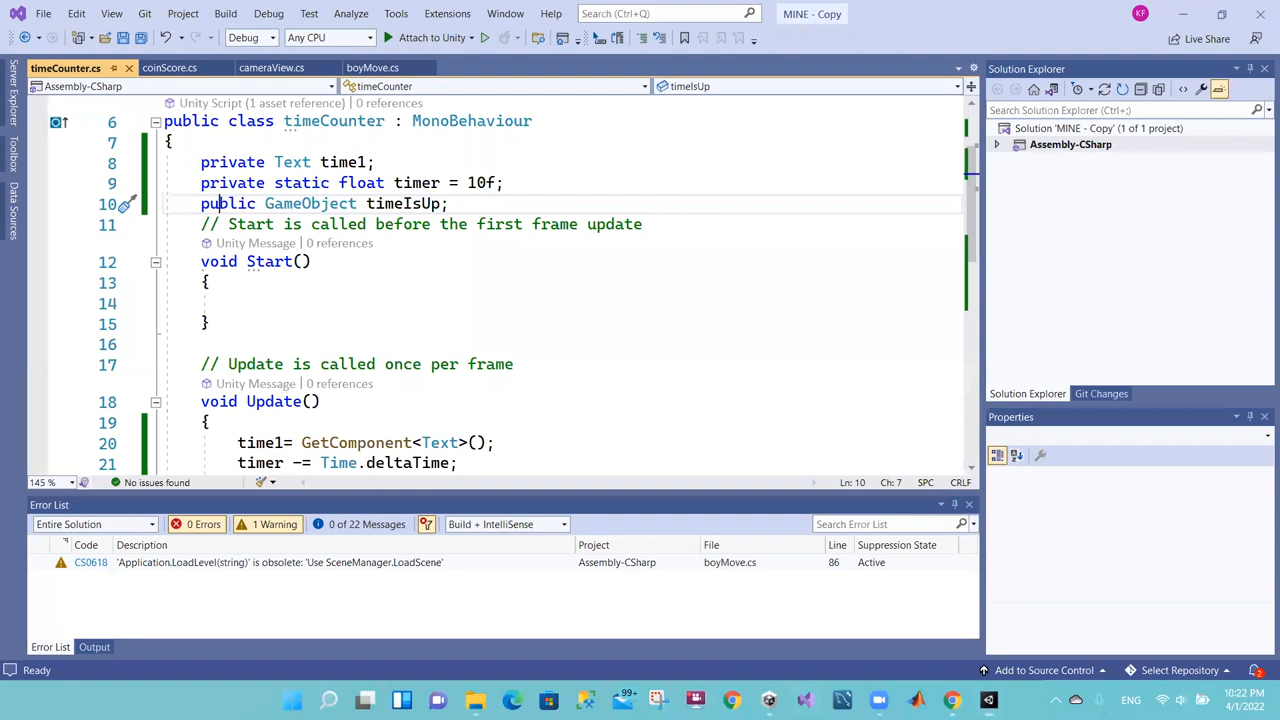 File Edit View Git Project Build Debug Test Analyze Tools Extensions Window Help Search (Ctrl+Q) MINE - Copy KF
Debug Any CPU Attach to Unity Live Share
timeCounter.cs coinScore.cs cameraView.cs boyMove.cs
Assembly-CSharp timeCounter timeIsUp
Unity Script (1 asset reference) | 0 references
6 public class timeCounter : MonoBehaviour
7 {
8 private Text time1;
9 private static float timer = 10f;
10 public GameObject timeIsUp;
11 // Start is called before the first frame update
Unity Message | 0 references
12 void Start()
13 {
14
15 }
16
17 // Update is called once per frame
Unity Message | 0 references
18 void Update()
19 {
20 time1= GetComponent<Text>();
21 timer -= Time.deltaTime;
145 % No issues found Ln: 10 Ch: 7 SPC CRLF
Error List
Entire Solution 0 Errors 1 Warning 0 of 22 Messages Build + IntelliSense Search Error List
Code Description Project File Line Suppression State
CS0618 'Application.LoadLevel(string)' is obsolete: 'Use SceneManager.LoadScene' Assembly-CSharp boyMove.cs 86 Active
Error List Output
Server Explorer
Toolbox
Data Sources
Solution Explorer
Search Solution Explorer (Ctrl+;)
Solution 'MINE - Copy' (1 of 1 project)
Assembly-CSharp
Solution Explorer Git Changes
Properties
Ready Add to Source Control Select Repository 2
99+ ENG 10:22 PM
4/1/2022